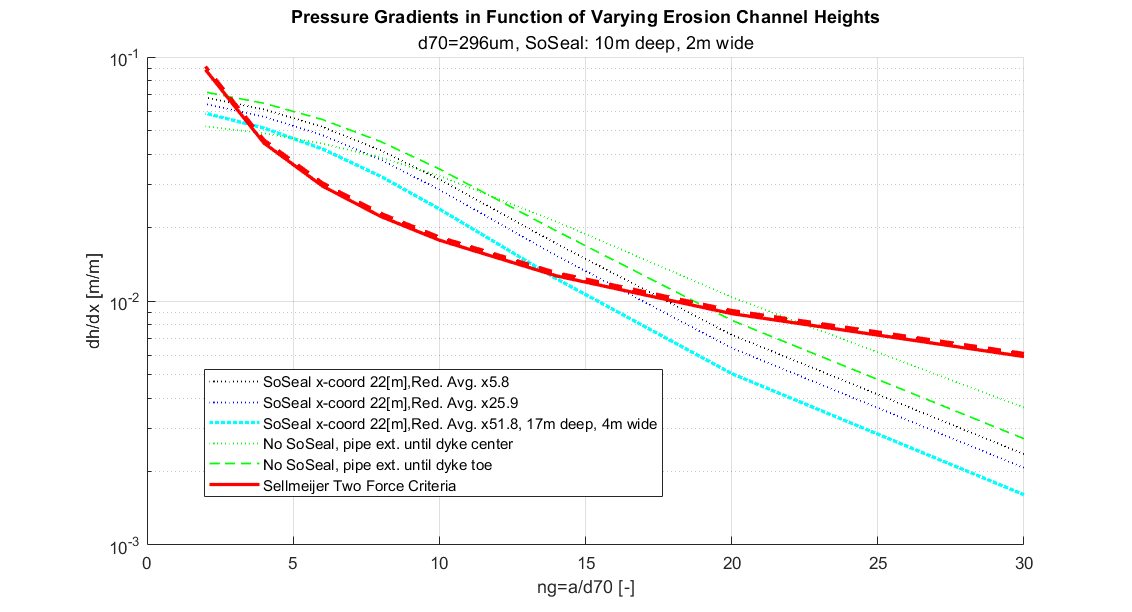 Pressure Gradients in Function of Varying Erosion Channel Heights
d70=296um, SoSeal: 10m deep, 2m wide
10^-1
10^-2
10^-3
dh/dx [m/m]
SoSeal x-coord 22[m],Red. Avg. x5.8
SoSeal x-coord 22[m],Red. Avg. x25.9
SoSeal x-coord 22[m],Red. Avg. x51.8, 17m deep, 4m wide
No SoSeal, pipe ext. until dyke center
No SoSeal, pipe ext. until dyke toe
Sellmeijer Two Force Criteria
0 5 10 15 20 25 30
ng=a/d70 [-]